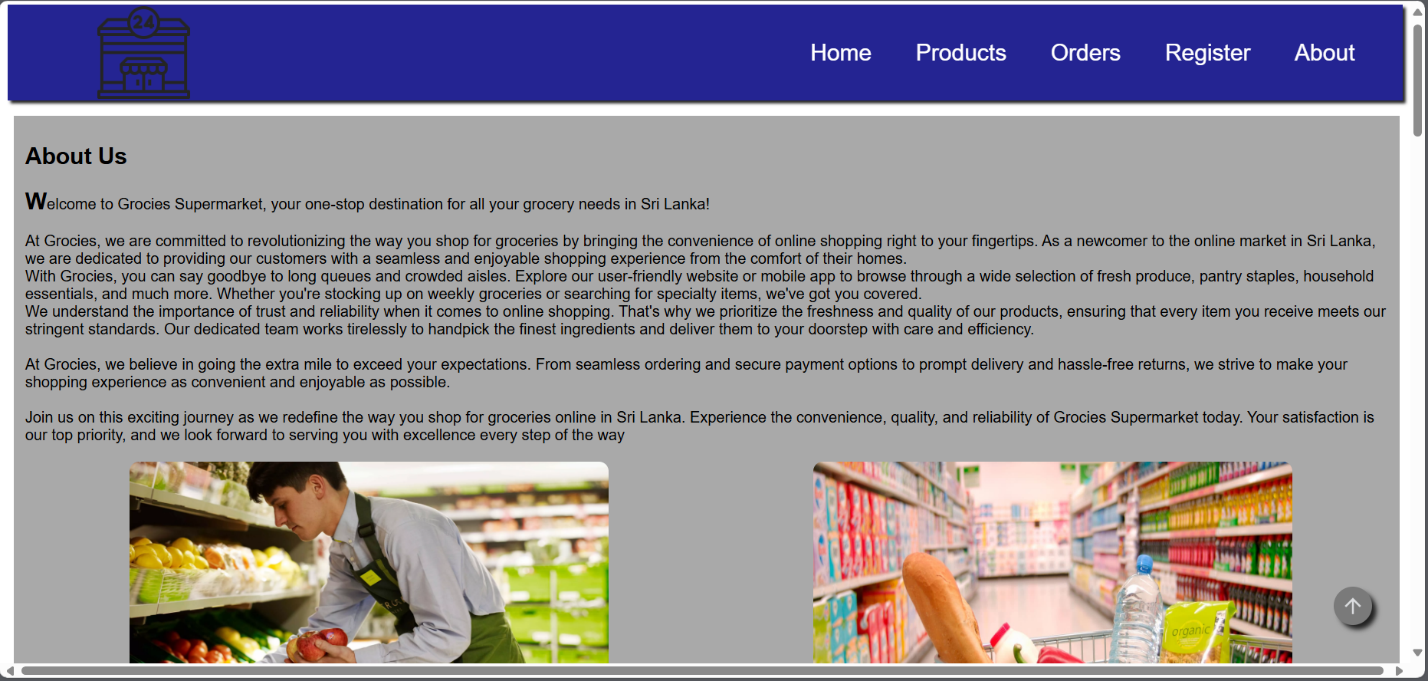 24
Home Products Orders Register About
About Us
Welcome to Grocies Supermarket, your one-stop destination for all your grocery needs in Sri Lanka!
At Grocies, we are committed to revolutionizing the way you shop for groceries by bringing the convenience of online shopping right to your fingertips. As a newcomer to the online market in Sri Lanka,
we are dedicated to providing our customers with a seamless and enjoyable shopping experience from the comfort of their homes.
With Grocies, you can say goodbye to long queues and crowded aisles. Explore our user-friendly website or mobile app to browse through a wide selection of fresh produce, pantry staples, household
essentials, and much more. Whether you're stocking up on weekly groceries or searching for specialty items, we've got you covered.
We understand the importance of trust and reliability when it comes to online shopping. That's why we prioritize the freshness and quality of our products, ensuring that every item you receive meets our
stringent standards. Our dedicated team works tirelessly to handpick the finest ingredients and deliver them to your doorstep with care and efficiency.
At Grocies, we believe in going the extra mile to exceed your expectations. From seamless ordering and secure payment options to prompt delivery and hassle-free returns, we strive to make your
shopping experience as convenient and enjoyable as possible.
Join us on this exciting journey as we redefine the way you shop for groceries online in Sri Lanka. Experience the convenience, quality, and reliability of Grocies Supermarket today. Your satisfaction is
our top priority, and we look forward to serving you with excellence every step of the way
organic